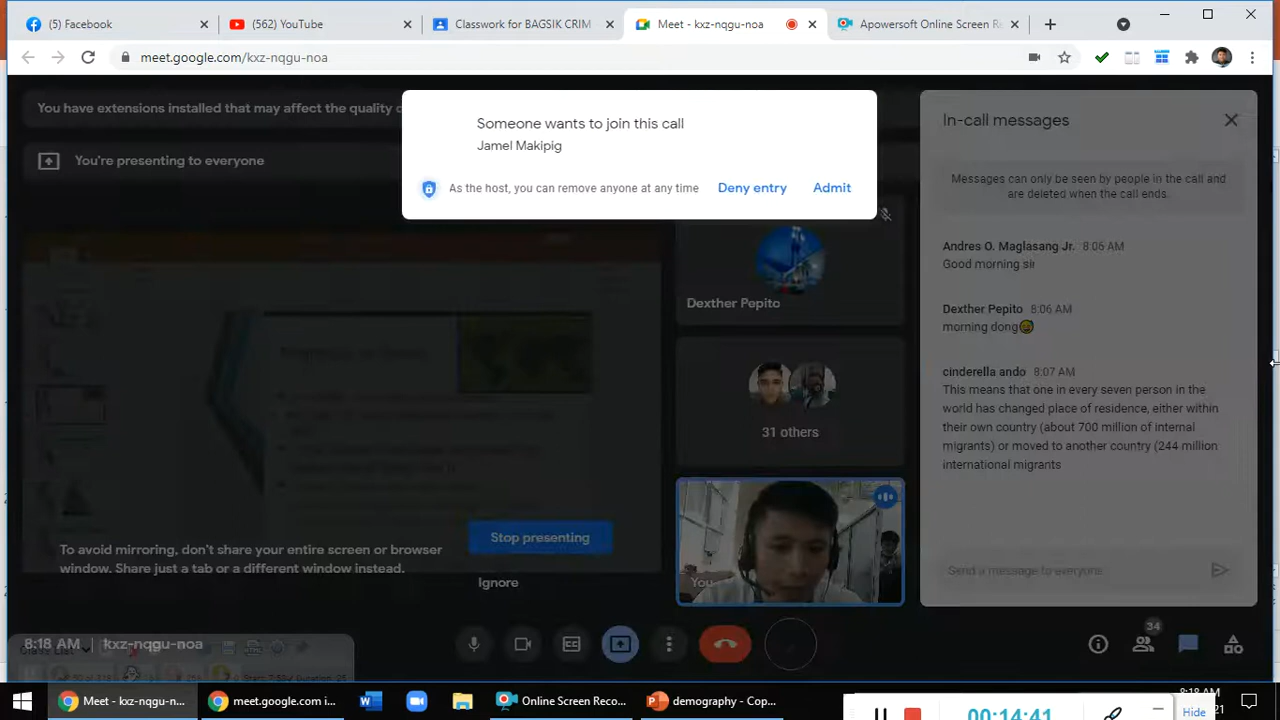 (5) Facebook
(562) YouTube
Classwork for BAGSIK CRIM
Meet - kxz-nqgu-noa
Apowersoft Online Screen Re
meet.google.com/kxz-nqgu-noa
You have extensions installed that may affect the quality c
Someone wants to join this call
Jamel Makipig
As the host, you can remove anyone at any time
Deny entry
Admit
You're presenting to everyone
In-call messages
Messages can only be seen by people in the call and
are deleted when the call ends.
Andres O. Maglasang Jr. 8:05 AM
Good morning sir
Dexther Pepito 8:06 AM
morning dong
cinderella ando 8:07 AM
This means that one in every seven person in the
world has changed place of residence, either within
their own country (about 700 million of internal
migrants) or moved to another country (244 million
international migrants
Send a message to everyone
Dexther Pepito
31 others
You
To avoid mirroring, don't share your entire screen or browser
window. Share just a tab or a different window instead.
Stop presenting
Ignore
8:18 AM | kxz-nqgu-noa
34
Class List
Meet - kxz-nqgu-n...
meet.google.com i...
Online Screen Reco...
demography - Cop...
00:14:41
Hide
8:18 AM
21